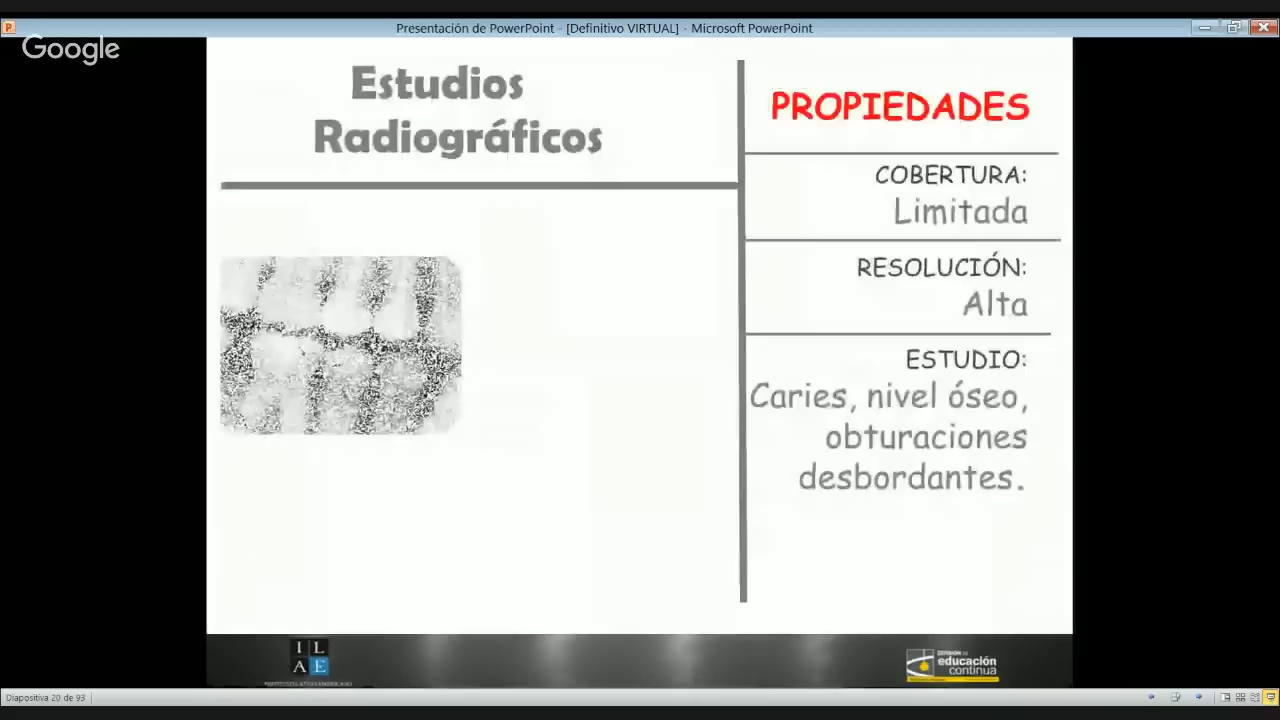 Presentación de PowerPoint - [Definitivo VIRTUAL] - Microsoft PowerPoint
Google
Estudios
Radiográficos
PROPIEDADES
COBERTURA:
Limitada
RESOLUCIÓN:
Alta
ESTUDIO:
Caries, nivel óseo,
obturaciones
desbordantes.
I L
A E
educación
continua
Diapositiva 20 de 93